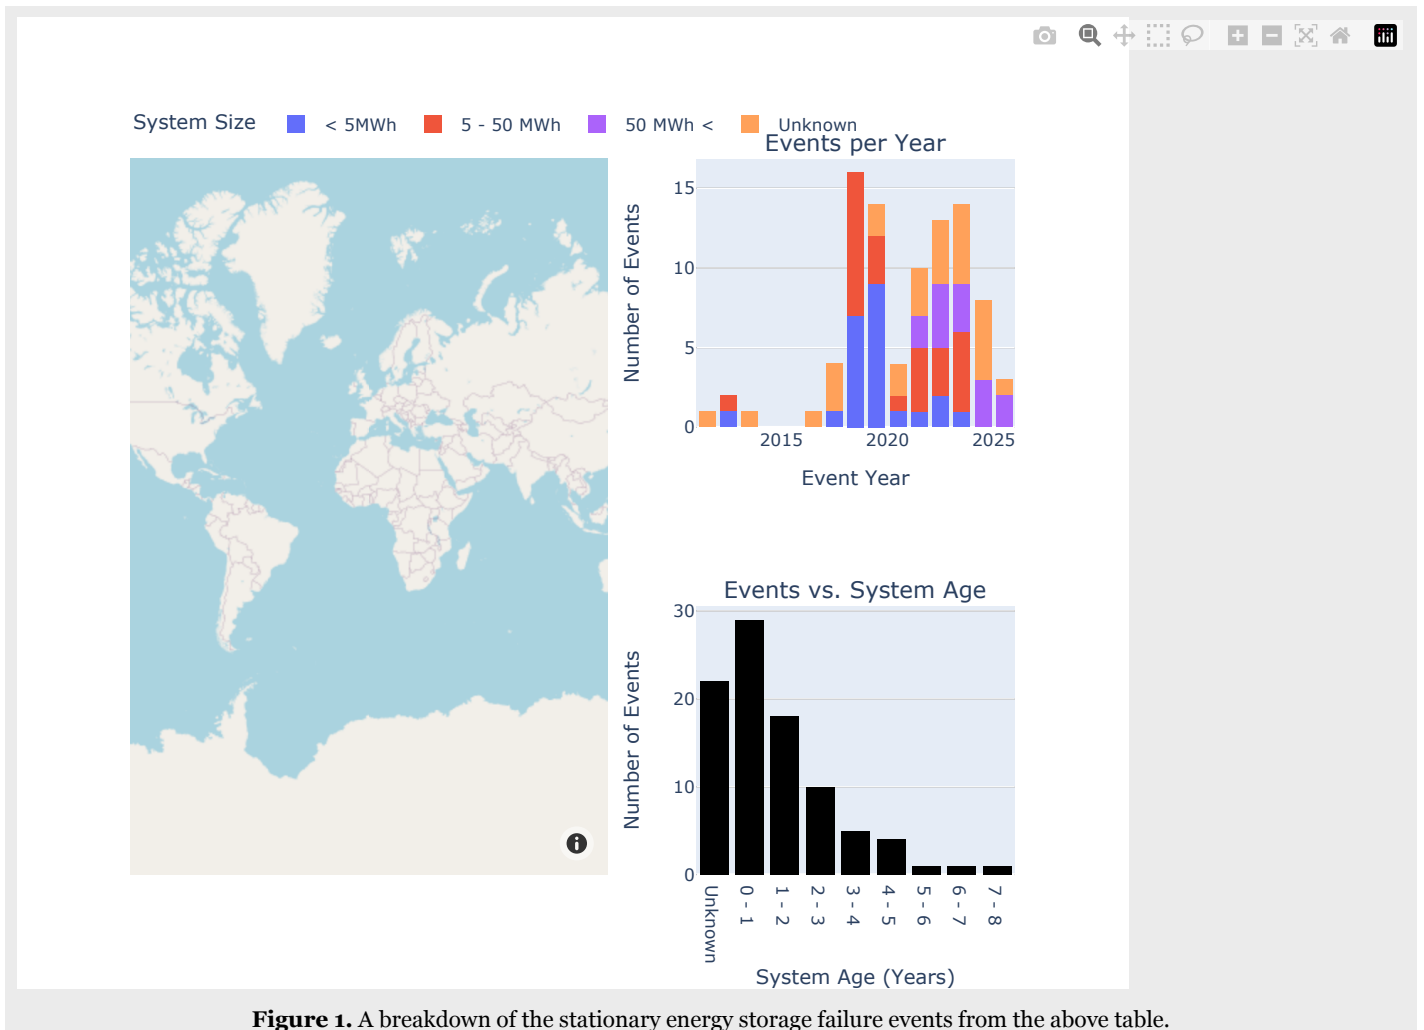 System Size < 5MWh 5 - 50 MWh 50 MWh < Unknown
Events per Year
Number of Events
15
10
5
0
2015 2020 2025
Event Year
Events vs. System Age
Number of Events
30
20
10
0
Unknown 0 - 1 1 - 2 2 - 3 3 - 4 4 - 5 5 - 6 6 - 7 7 - 8
System Age (Years)
Figure 1. A breakdown of the stationary energy storage failure events from the above table.